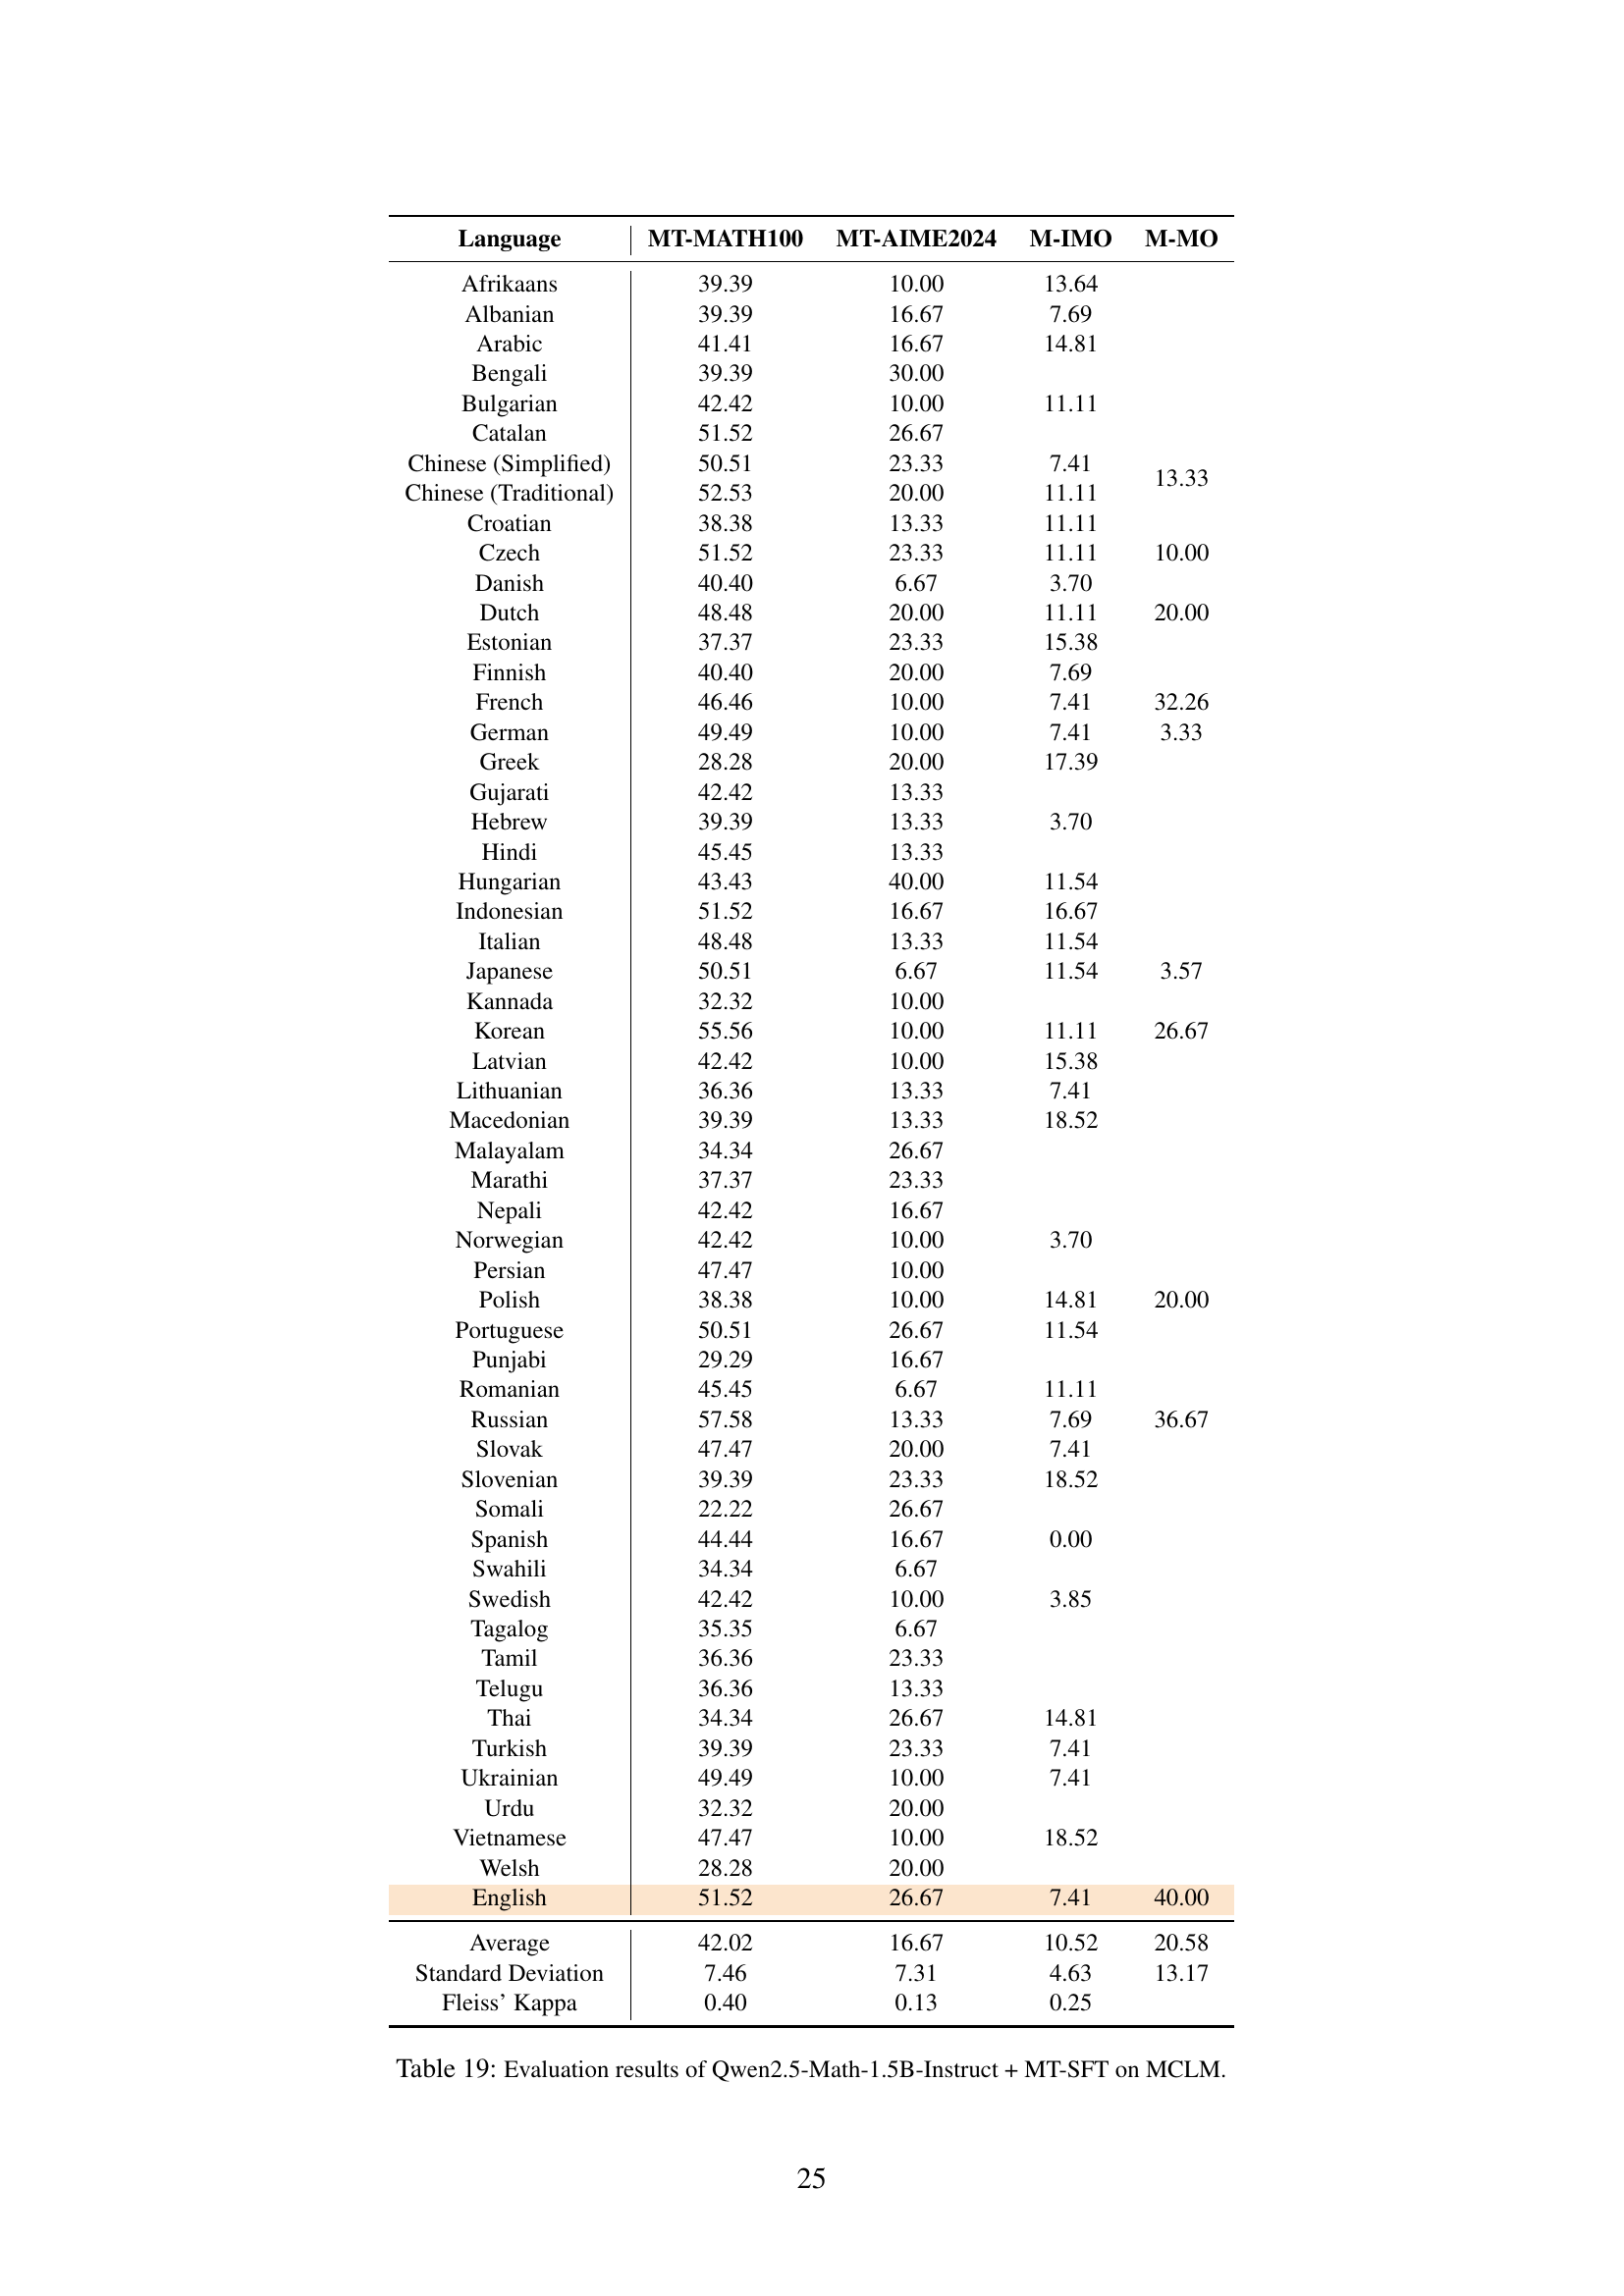 Language MT-MATH100 MT-AIME2024 M-IMO M-MO
Afrikaans 39.39 10.00 13.64
Albanian 39.39 16.67 7.69
Arabic 41.41 16.67 14.81
Bengali 39.39 30.00
Bulgarian 42.42 10.00 11.11
Catalan 51.52 26.67
Chinese (Simplified) 50.51 23.33 7.41
13.33
Chinese (Traditional) 52.53 20.00 11.11
Croatian 38.38 13.33 11.11
Czech 51.52 23.33 11.11 10.00
Danish 40.40 6.67 3.70
Dutch 48.48 20.00 11.11 20.00
Estonian 37.37 23.33 15.38
Finnish 40.40 20.00 7.69
French 46.46 10.00 7.41 32.26
German 49.49 10.00 7.41 3.33
Greek 28.28 20.00 17.39
Gujarati 42.42 13.33
Hebrew 39.39 13.33 3.70
Hindi 45.45 13.33
Hungarian 43.43 40.00 11.54
Indonesian 51.52 16.67 16.67
Italian 48.48 13.33 11.54
Japanese 50.51 6.67 11.54 3.57
Kannada 32.32 10.00
Korean 55.56 10.00 11.11 26.67
Latvian 42.42 10.00 15.38
Lithuanian 36.36 13.33 7.41
Macedonian 39.39 13.33 18.52
Malayalam 34.34 26.67
Marathi 37.37 23.33
Nepali 42.42 16.67
Norwegian 42.42 10.00 3.70
Persian 47.47 10.00
Polish 38.38 10.00 14.81 20.00
Portuguese 50.51 26.67 11.54
Punjabi 29.29 16.67
Romanian 45.45 6.67 11.11
Russian 57.58 13.33 7.69 36.67
Slovak 47.47 20.00 7.41
Slovenian 39.39 23.33 18.52
Somali 22.22 26.67
Spanish 44.44 16.67 0.00
Swahili 34.34 6.67
Swedish 42.42 10.00 3.85
Tagalog 35.35 6.67
Tamil 36.36 23.33
Telugu 36.36 13.33
Thai 34.34 26.67 14.81
Turkish 39.39 23.33 7.41
Ukrainian 49.49 10.00 7.41
Urdu 32.32 20.00
Vietnamese 47.47 10.00 18.52
Welsh 28.28 20.00
English 51.52 26.67 7.41 40.00
Average 42.02 16.67 10.52 20.58
Standard Deviation 7.46 7.31 4.63 13.17
Fleiss’ Kappa 0.40 0.13 0.25
Table 19: Evaluation results of Qwen2.5-Math-1.5B-Instruct + MT-SFT on MCLM.
25